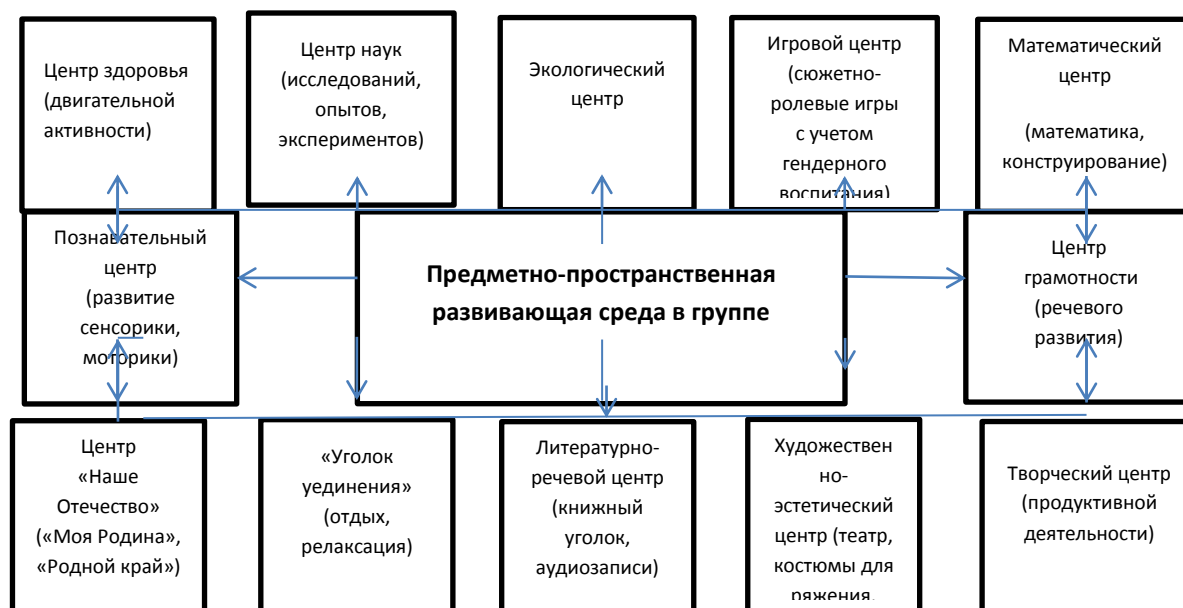 Центр здоровья
(двигательной
активности)
Центр наук
(исследований,
опытов,
экспериментов)
Экологический
центр
Игровой центр
(сюжетно-
ролевые игры
с учетом
гендерного
воспитания)
Математический
центр
(математика,
конструирование)
Познавательный
центр
(развитие
сенсорики,
моторики)
Предметно-пространственная
развивающая среда в группе
Центр
грамотности
(речевого
развития)
Центр
«Наше
Отечество»
(«Моя Родина»,
«Родной край»)
«Уголок
уединения»
(отдых,
релаксация)
Литературно-
речевой центр
(книжный
уголок,
аудиозаписи)
Художествен
но-
эстетический
центр (театр,
костюмы для
ряжения,
Творческий центр
(продуктивной
деятельности)